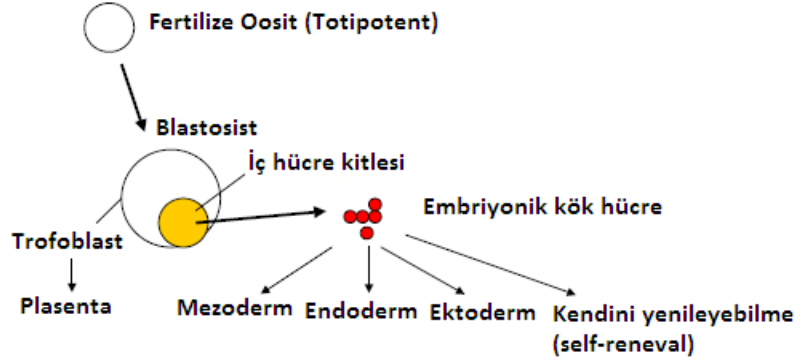 Fertilize Oosit (Totipotent)
Blastosist
İç hücre kitlesi
Embriyonik kök hücre
Trofoblast
Plasenta
Mezoderm
Endoderm
Ektoderm
Kendini yenileyebilme
(self-reneval)